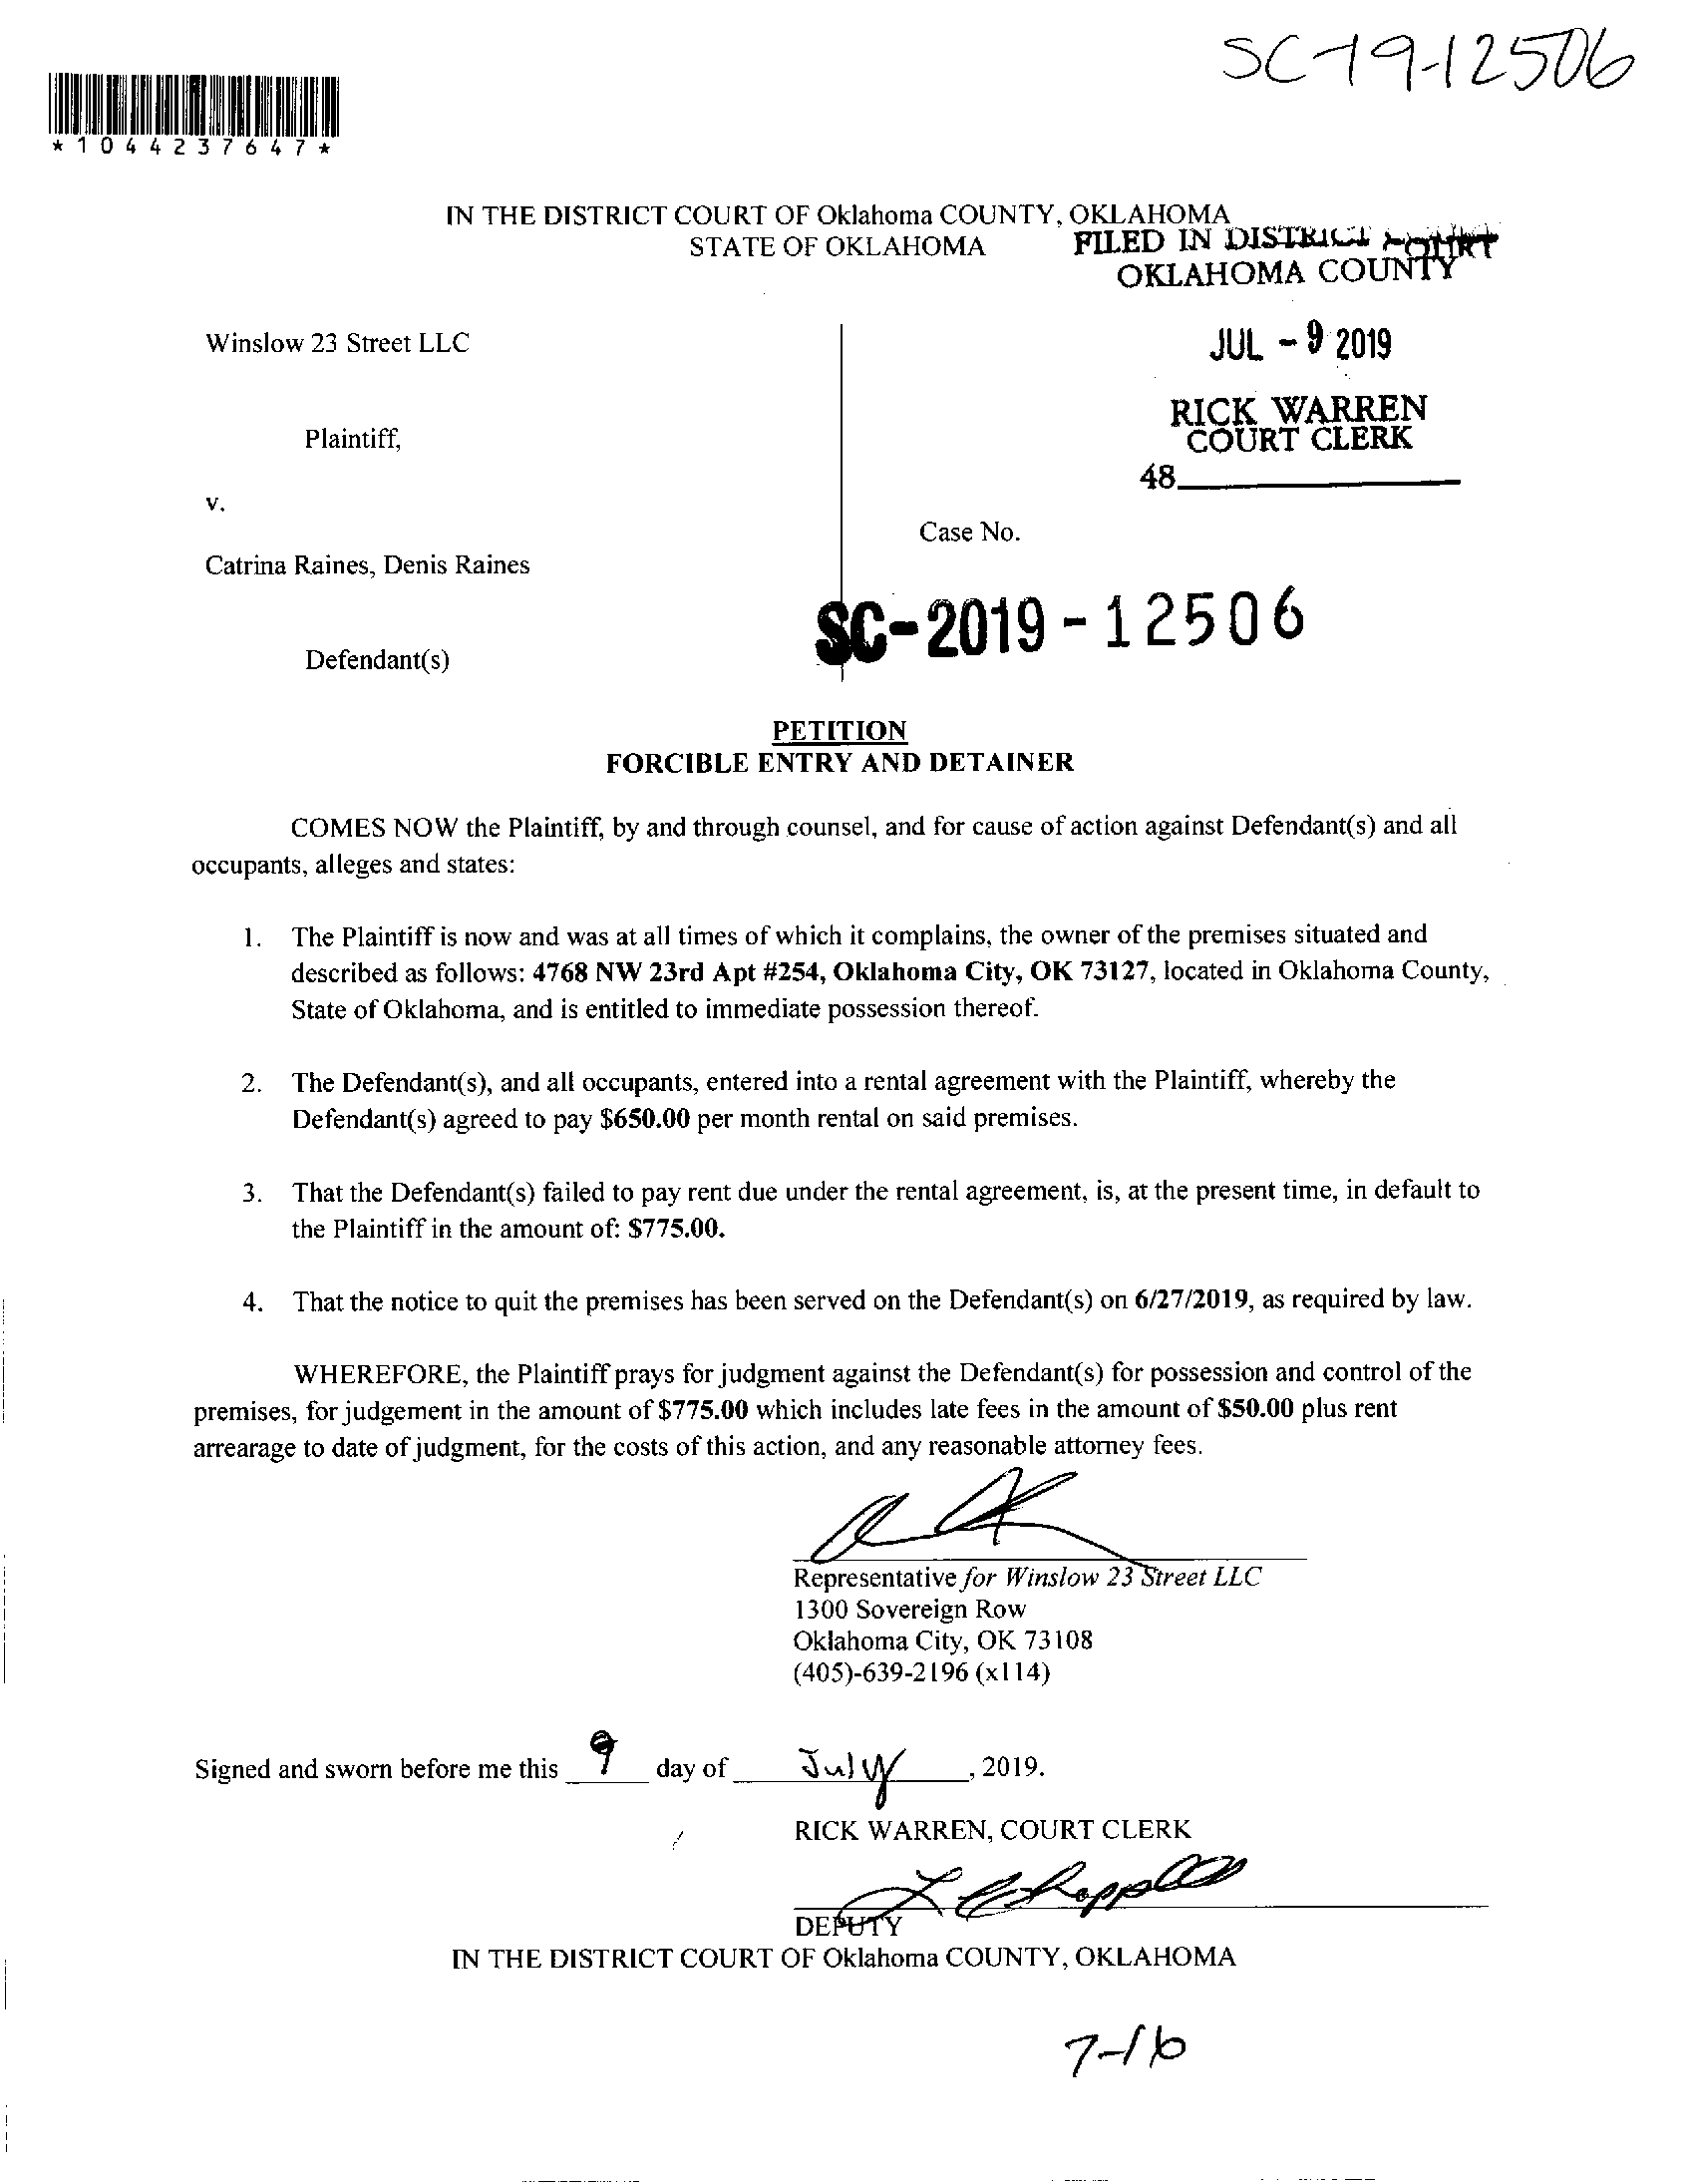 SC-19-12506
*1044237647*
IN THE DISTRICT COURT OF Oklahoma COUNTY, OKLAHOMA
STATE OF OKLAHOMA
FILED IN DISTRICT COURT
OKLAHOMA COUNTY
Winslow 23 Street LLC
JUL - 9 2019
RICK WARREN
COURT CLERK
Plaintiff,
48
v.
Case No.
Catrina Raines, Denis Raines
SC-2019-12506
Defendant(s)
PETITION
FORCIBLE ENTRY AND DETAINER
COMES NOW the Plaintiff, by and through counsel, and for cause of action against Defendant(s) and all
occupants, alleges and states:
1. The Plaintiff is now and was at all times of which it complains, the owner of the premises situated and
described as follows: 4768 NW 23rd Apt #254, Oklahoma City, OK 73127, located in Oklahoma County,
State of Oklahoma, and is entitled to immediate possession thereof.
2. The Defendant(s), and all occupants, entered into a rental agreement with the Plaintiff, whereby the
Defendant(s) agreed to pay $650.00 per month rental on said premises.
3. That the Defendant(s) failed to pay rent due under the rental agreement, is, at the present time, in default to
the Plaintiff in the amount of: $775.00.
4. That the notice to quit the premises has been served on the Defendant(s) on 6/27/2019, as required by law.
WHEREFORE, the Plaintiff prays for judgment against the Defendant(s) for possession and control of the
premises, for judgement in the amount of $775.00 which includes late fees in the amount of $50.00 plus rent
arrearage to date of judgment, for the costs of this action, and any reasonable attorney fees.
Representative for Winslow 23 Street LLC
1300 Sovereign Row
Oklahoma City, OK 73108
(405)-639-2196 (x114)
Signed and sworn before me this 9 day of July, 2019.
RICK WARREN, COURT CLERK
DEPUTY
IN THE DISTRICT COURT OF Oklahoma COUNTY, OKLAHOMA
7-16